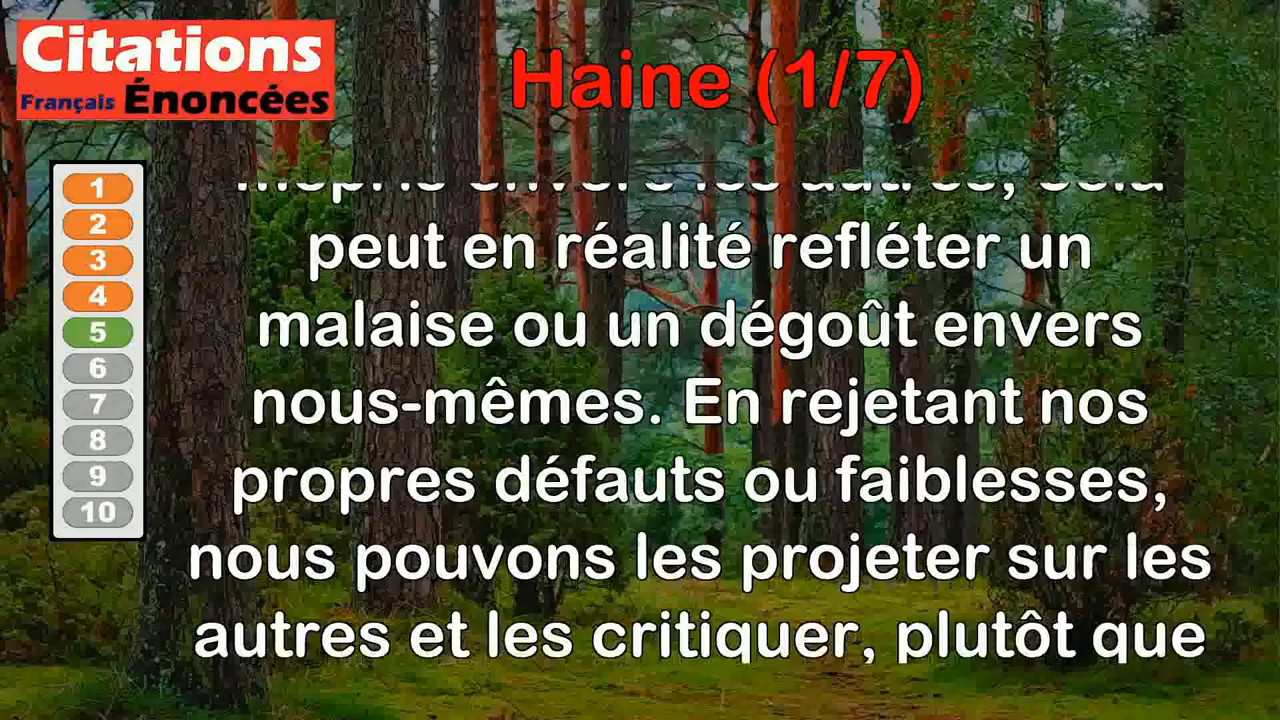 Citations
Français Énoncées
Haine (1/7)
1
2
3
4
5
6
7
8
9
10
peut en réalité refléter un
malaise ou un dégoût envers
nous-mêmes. En rejetant nos
propres défauts ou faiblesses,
nous pouvons les projeter sur les
autres et les critiquer, plutôt que